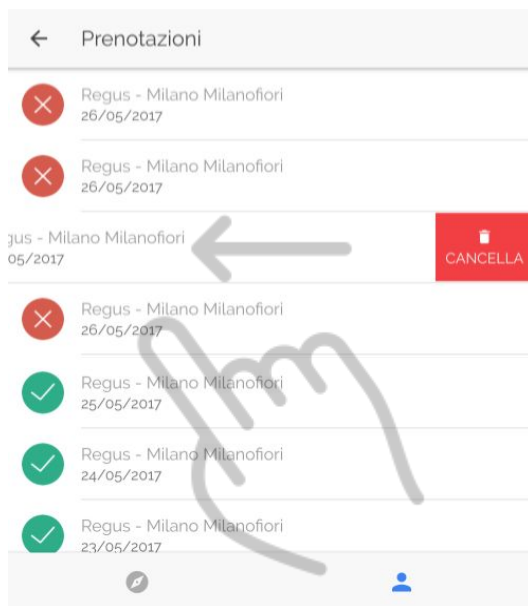 Prenotazioni
Regus - Milano Milanofiori
26/05/2017
Regus - Milano Milanofiori
26/05/2017
gus - Milano Milanofiori
05/2017
CANCELLA
Regus - Milano Milanofiori
26/05/2017
Regus - Milano Milanofiori
25/05/2017
Regus - Milano Milanofiori
24/05/2017
Regus - Milano Milanofiori
23/05/2017